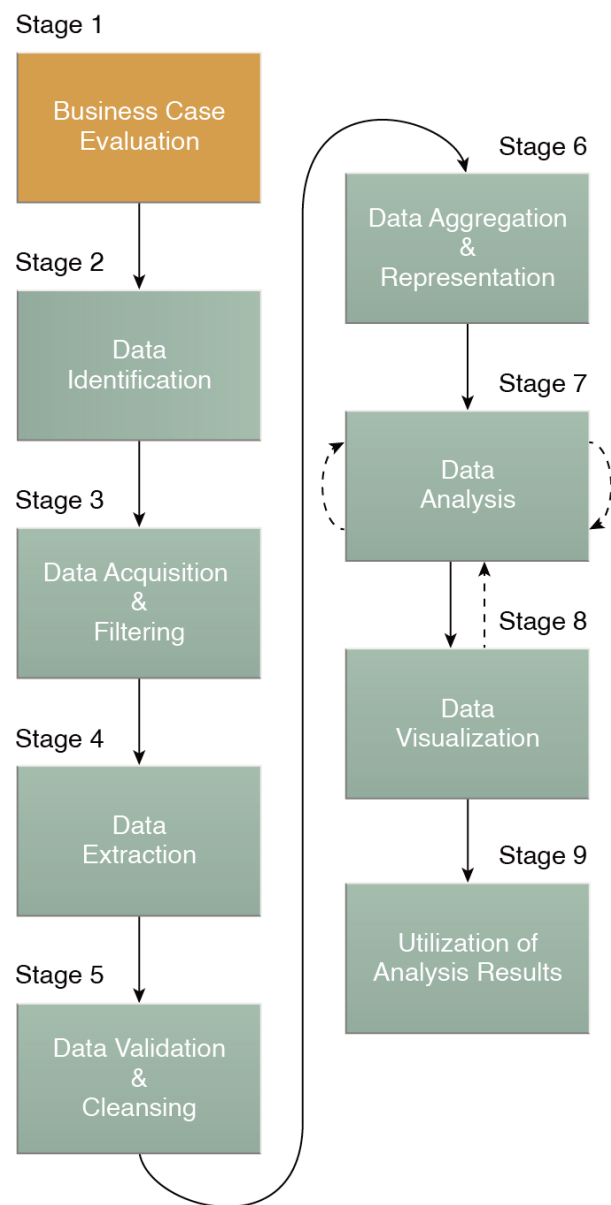 Stage 1
Business Case
Evaluation
Stage 2
Data
Identification
Stage 3
Data Acquisition
&
Filtering
Stage 4
Data
Extraction
Stage 5
Data Validation
&
Cleansing
Stage 6
Data Aggregation
&
Representation
Stage 7
Data
Analysis
Stage 8
Data
Visualization
Stage 9
Utilization of
Analysis Results